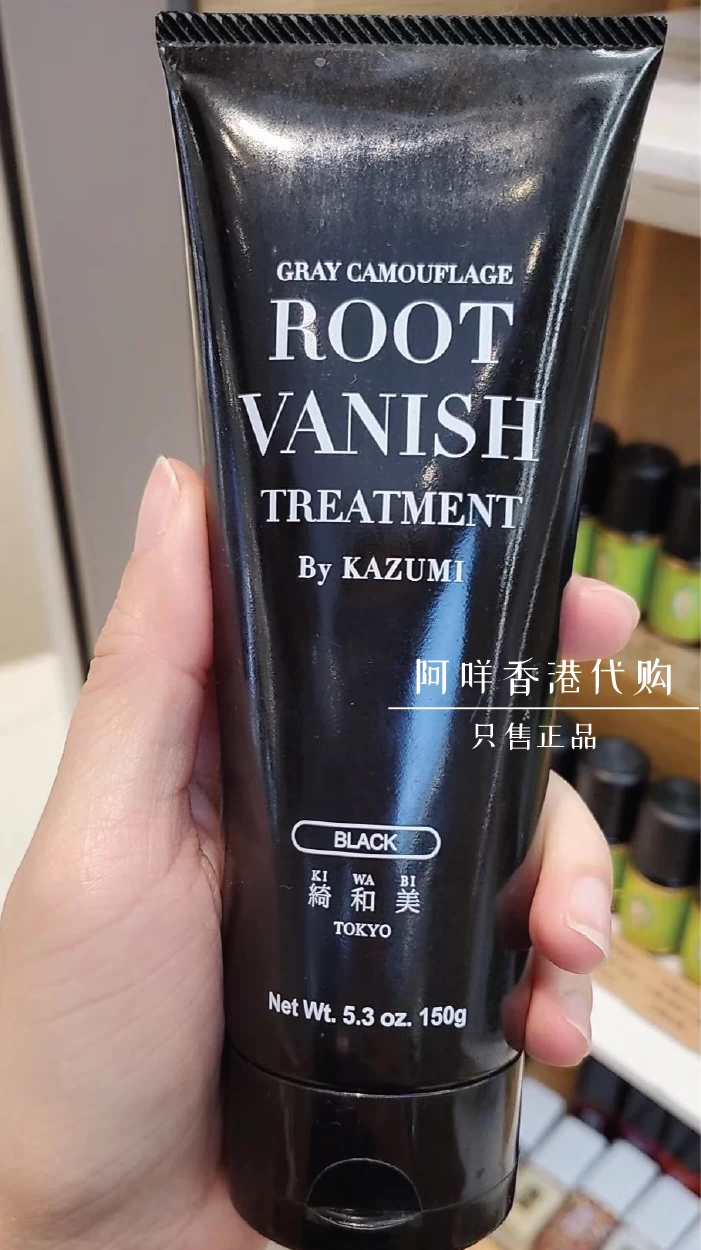 GRAY CAMOUFLAGE
ROOT
VANISH
TREATMENT
By KAZUMI
阿咩香港代购
只售正品
BLACK
KI WA BI
綺和美
TOKYO
Net Wt. 5.3 oz. 150g